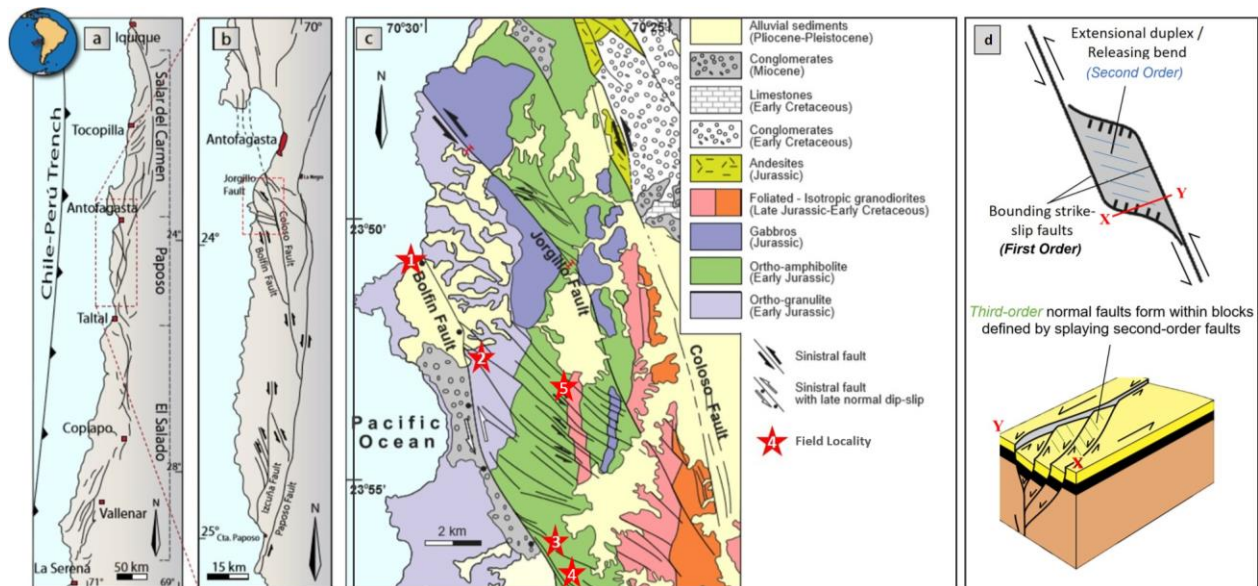 a
Iquique
Salar del Carmen
Chile-Perú Trench
Tocopilla
Antofagasta
24°
Paposo
Taltal
El Salado
Copiapo
28°
Vallenar
La Serena
N
71°
50 km
69°
b
70°
Antofagasta
La Negra
Jorgillo
Fault
Coloso Fault
24°
Bolfin Fault
Izcuña Fault
Paposo Fault
Cta. Paposo
25°
15 km
N
c
70°30'
70°25'
N
23°50'
1
Bolfin Fault
Jorgillo Fault
2
5
Coloso Fault
Pacific
Ocean
23°55'
2 km
3
4
Alluvial sediments
(Pliocene-Pleistocene)
Conglomerates
(Miocene)
Limestones
(Early Cretaceous)
Conglomerates
(Early Cretaceous)
Andesites
(Jurassic)
Foliated - Isotropic granodiorites
(Late Jurassic-Early Cretaceous)
Gabbros
(Jurassic)
Ortho-amphibolite
(Early Jurassic)
Ortho-granulite
(Early Jurassic)
Sinistral fault
Sinistral fault
with late normal dip-slip
4
Field Locality
d
Extensional duplex /
Releasing bend
(Second Order)
Y
X
Bounding strike-
slip faults
(First Order)
Third-order normal faults form within blocks
defined by splaying second-order faults
Y
X